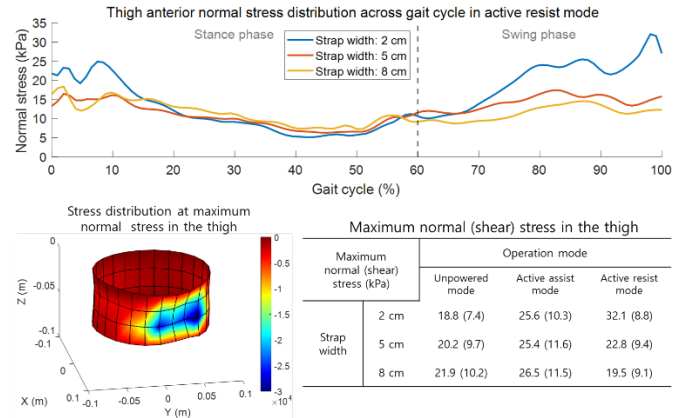 Thigh anterior normal stress distribution across gait cycle in active resist mode
Normal stress (kPa)
35
30
25
20
15
10
5
0
Stance phase
Swing phase
Strap width: 2 cm
Strap width: 5 cm
Strap width: 8 cm
0 10 20 30 40 50 60 70 80 90 100
Gait cycle (%)
Stress distribution at maximum
normal stress in the thigh
Z (m)
0
-0.05
-0.1
X (m)
0.1
0
-0.1
-0.1 -0.05 0 0.05 0.1
Y (m)
0
-0.5
-1
-1.5
-2
-2.5
-3
×10⁴
Maximum normal (shear) stress in the thigh
Maximum
normal (shear)
stress (kPa)
Operation mode
Unpowered
mode
Active assist
mode
Active resist
mode
Strap
width
2 cm 18.8 (7.4) 25.6 (10.3) 32.1 (8.8)
5 cm 20.2 (9.7) 25.4 (11.6) 22.8 (9.4)
8 cm 21.9 (10.2) 26.5 (11.5) 19.5 (9.1)